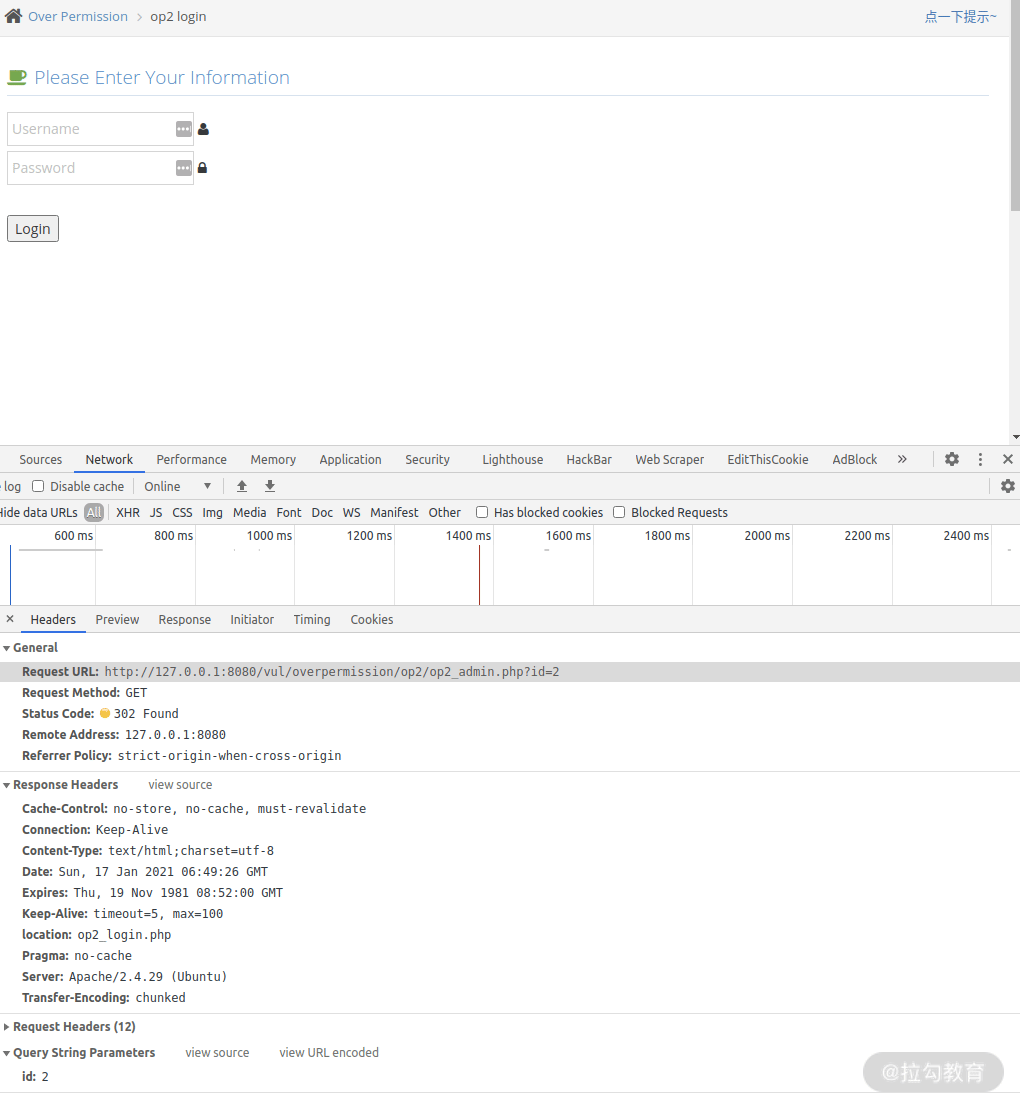 Over Permission › op2 login 点一下提示~
Please Enter Your Information
Username
Password
Login
Sources Network Performance Memory Application Security Lighthouse HackBar Web Scraper EditThisCookie AdBlock »
log Disable cache Online ▼
Hide data URLs All XHR JS CSS Img Media Font Doc WS Manifest Other Has blocked cookies Blocked Requests
600 ms 800 ms 1000 ms 1200 ms 1400 ms 1600 ms 1800 ms 2000 ms 2200 ms 2400 ms
× Headers Preview Response Initiator Timing Cookies
General
Request URL: http://127.0.0.1:8080/vul/overpermission/op2/op2_admin.php?id=2
Request Method: GET
Status Code: 302 Found
Remote Address: 127.0.0.1:8080
Referrer Policy: strict-origin-when-cross-origin
Response Headers view source
Cache-Control: no-store, no-cache, must-revalidate
Connection: Keep-Alive
Content-Type: text/html;charset=utf-8
Date: Sun, 17 Jan 2021 06:49:26 GMT
Expires: Thu, 19 Nov 1981 08:52:00 GMT
Keep-Alive: timeout=5, max=100
location: op2_login.php
Pragma: no-cache
Server: Apache/2.4.29 (Ubuntu)
Transfer-Encoding: chunked
Request Headers (12)
Query String Parameters view source view URL encoded
id: 2
@拉勾教育